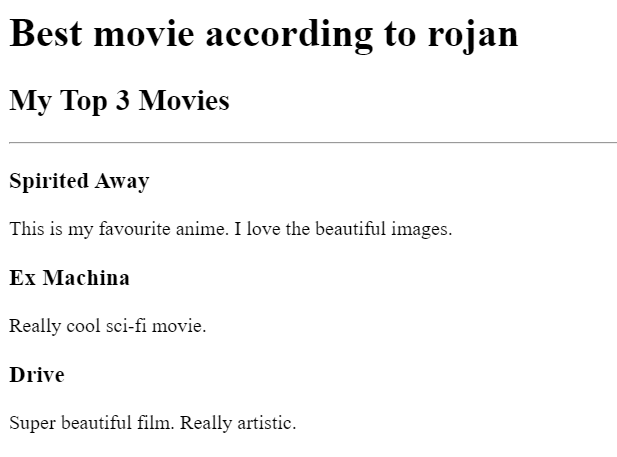 Best movie according to rojan
My Top 3 Movies
Spirited Away
This is my favourite anime. I love the beautiful images.
Ex Machina
Really cool sci-fi movie.
Drive
Super beautiful film. Really artistic.